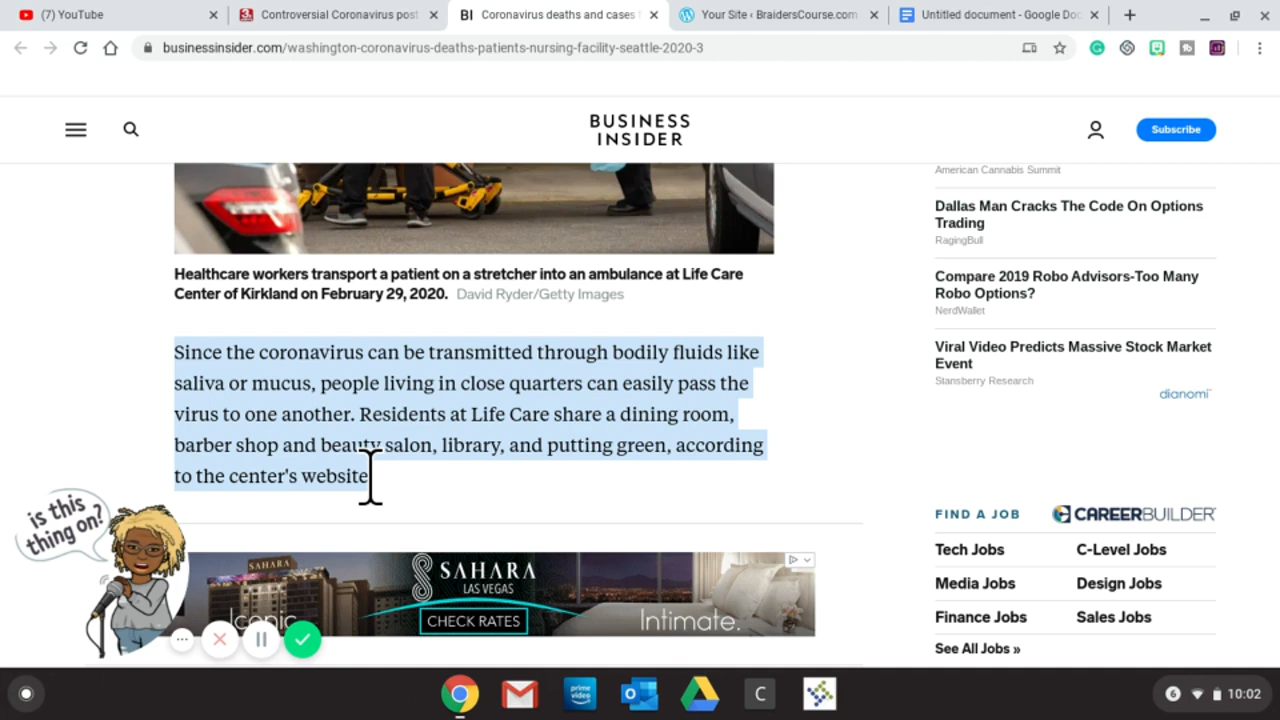 (7) YouTube
Controversial Coronavirus post
BI Coronavirus deaths and cases
Your Site ‹ BraidersCourse.com
Untitled document - Google Doc
businessinsider.com/washington-coronavirus-deaths-patients-nursing-facility-seattle-2020-3
BUSINESS
INSIDER
Subscribe
Healthcare workers transport a patient on a stretcher into an ambulance at Life Care
Center of Kirkland on February 29, 2020. David Ryder/Getty Images
Since the coronavirus can be transmitted through bodily fluids like
saliva or mucus, people living in close quarters can easily pass the
virus to one another. Residents at Life Care share a dining room,
barber shop and beauty salon, library, and putting green, according
to the center's website
is this
thing on?
SAHARA
SAHARA
LAS VEGAS
CHECK RATES
Iconic
Intimate.
American Cannabis Summit
Dallas Man Cracks The Code On Options
Trading
RagingBull
Compare 2019 Robo Advisors-Too Many
Robo Options?
NerdWallet
Viral Video Predicts Massive Stock Market
Event
Stansberry Research
dianomi
FIND A JOB CAREERBUILDER
Tech Jobs C-Level Jobs
Media Jobs Design Jobs
Finance Jobs Sales Jobs
See All Jobs »
prime
video
C
6 10:02